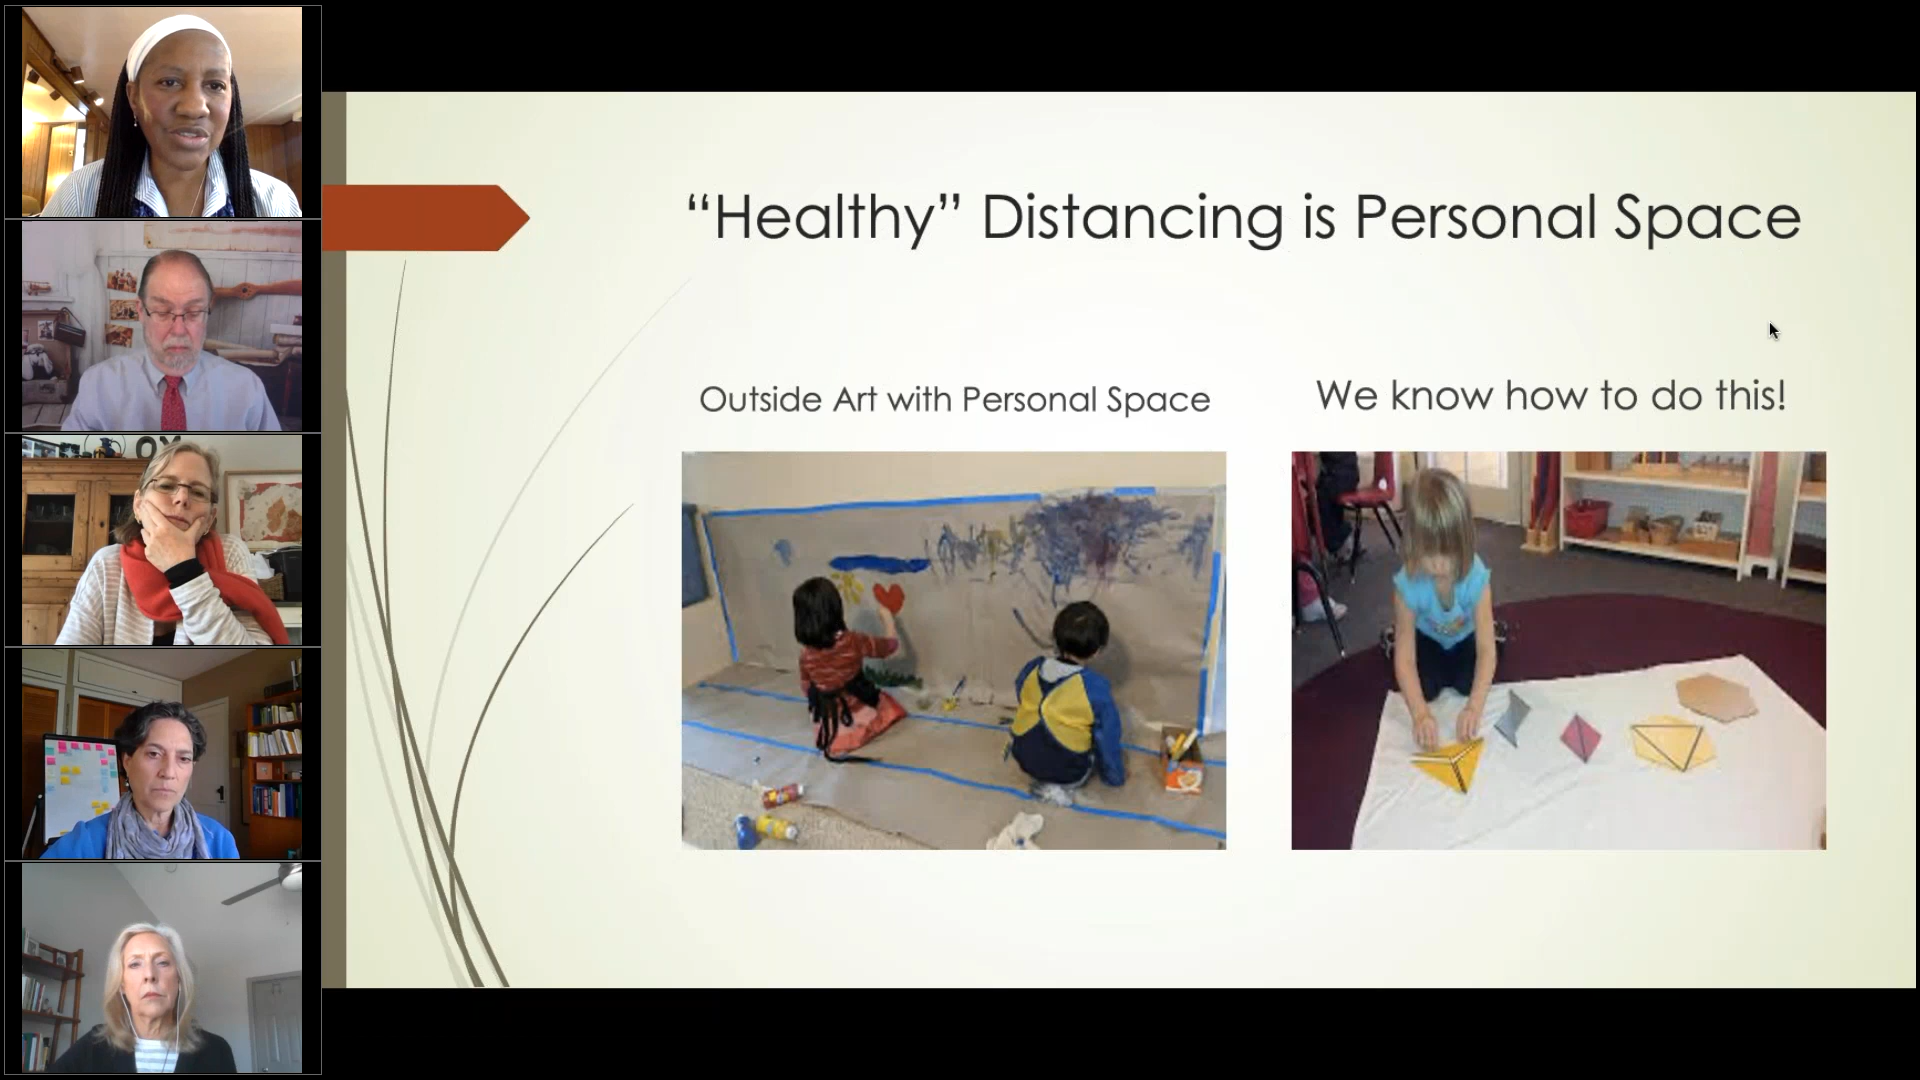 “Healthy” Distancing is Personal Space
Outside Art with Personal Space
We know how to do this!